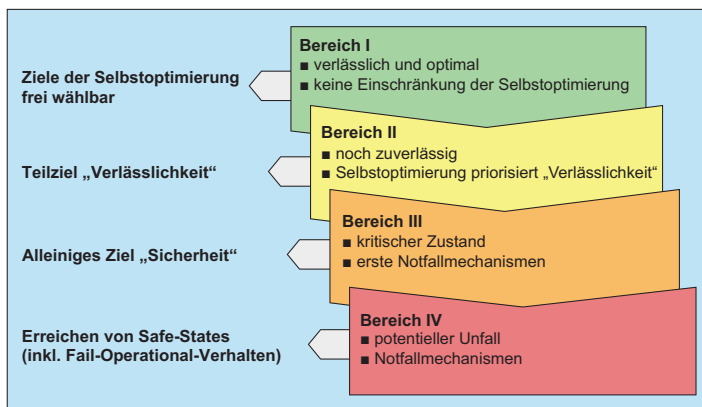 Bereich I
■ verlässlich und optimal
■ keine Einschränkung der Selbstoptimierung
Ziele der Selbstoptimierung
frei wählbar
Bereich II
■ noch zuverlässig
■ Selbstoptimierung priorisiert „Verlässlichkeit“
Teilziel „Verlässlichkeit“
Bereich III
■ kritischer Zustand
■ erste Notfallmechanismen
Alleiniges Ziel „Sicherheit“
Bereich IV
■ potentieller Unfall
■ Notfallmechanismen
Erreichen von Safe-States
(inkl. Fail-Operational-Verhalten)